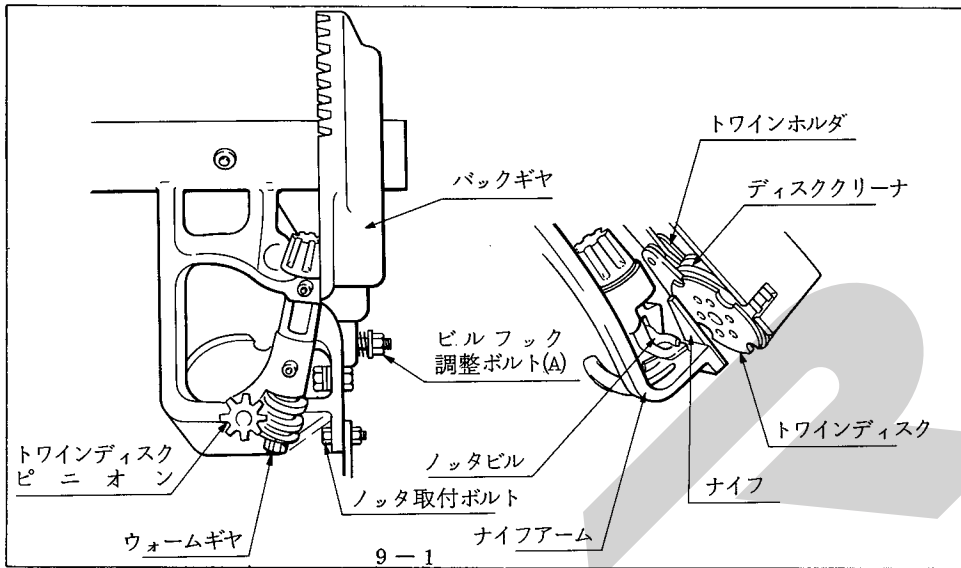 トワインホルダ
ディスククリーナ
バックギヤ
ビルフック
調整ボルト(A)
トワインディスク
ピニオン
トワインディスク
ノッタビル
ナイフ
ノッタ取付ボルト
ウォームギヤ
ナイフアーム
9-1